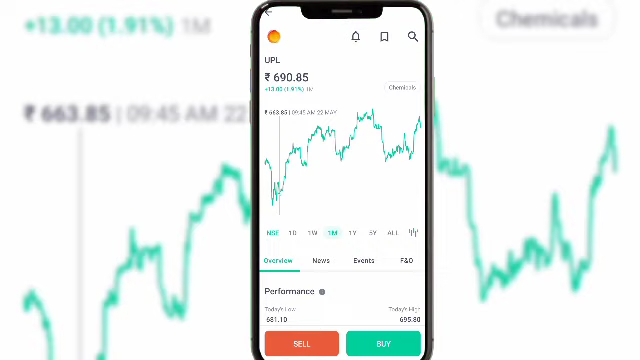 +13.00 (1.91%) 1M
Chemicals
₹ 663.85 | 09:45 AM 22
UPL
₹ 690.85
+13.00 (1.91%) 1M
Chemicals
₹ 663.85 | 09:45 AM 22 MAY
NSE 1D 1W 1M 1Y 5Y ALL
Overview News Events F&O
Performance
Today's Low Today's High
681.10 695.80
SELL BUY